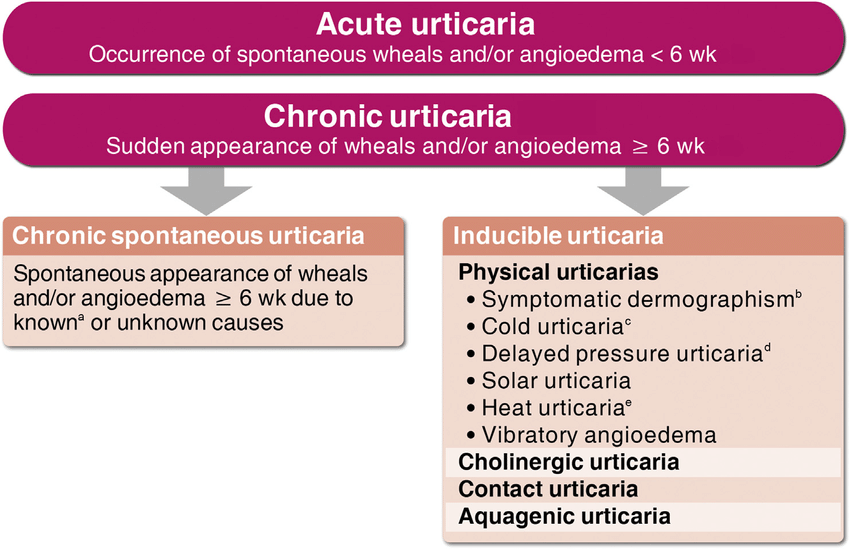 Acute urticaria
Occurrence of spontaneous wheals and/or angioedema < 6 wk
Chronic urticaria
Sudden appearance of wheals and/or angioedema ≥ 6 wk
Chronic spontaneous urticaria
Spontaneous appearance of wheals
and/or angioedema ≥ 6 wk due to
knownᵃ or unknown causes
Inducible urticaria
Physical urticarias
• Symptomatic dermographismᵇ
• Cold urticariaᶜ
• Delayed pressure urticariaᵈ
• Solar urticaria
• Heat urticariaᵉ
• Vibratory angioedema
Cholinergic urticaria
Contact urticaria
Aquagenic urticaria